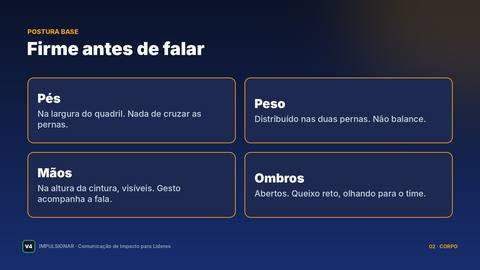 POSTURA BASE
Firme antes de falar
Pés
Na largura do quadril. Nada de cruzar as
pernas.
Peso
Distribuído nas duas pernas. Não balance.
Mãos
Na altura da cintura, visíveis. Gesto
acompanha a fala.
Ombros
Abertos. Queixo reto, olhando para o time.
V4
IMPULSIONAR · Comunicação de Impacto para Líderes
02 · CORPO